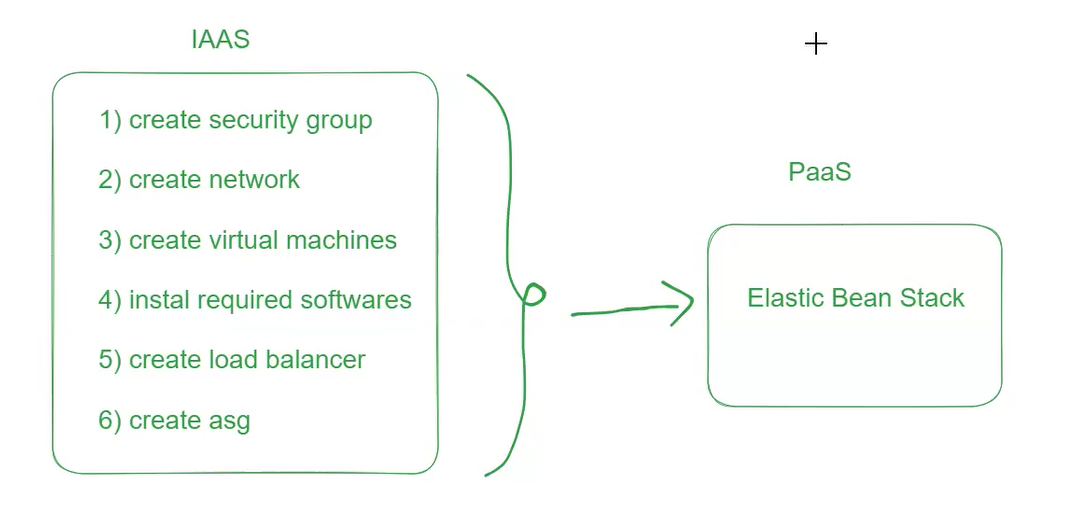 IAAS
1) create security group
2) create network
3) create virtual machines
4) instal required softwares
5) create load balancer
6) create asg
PaaS
Elastic Bean Stack